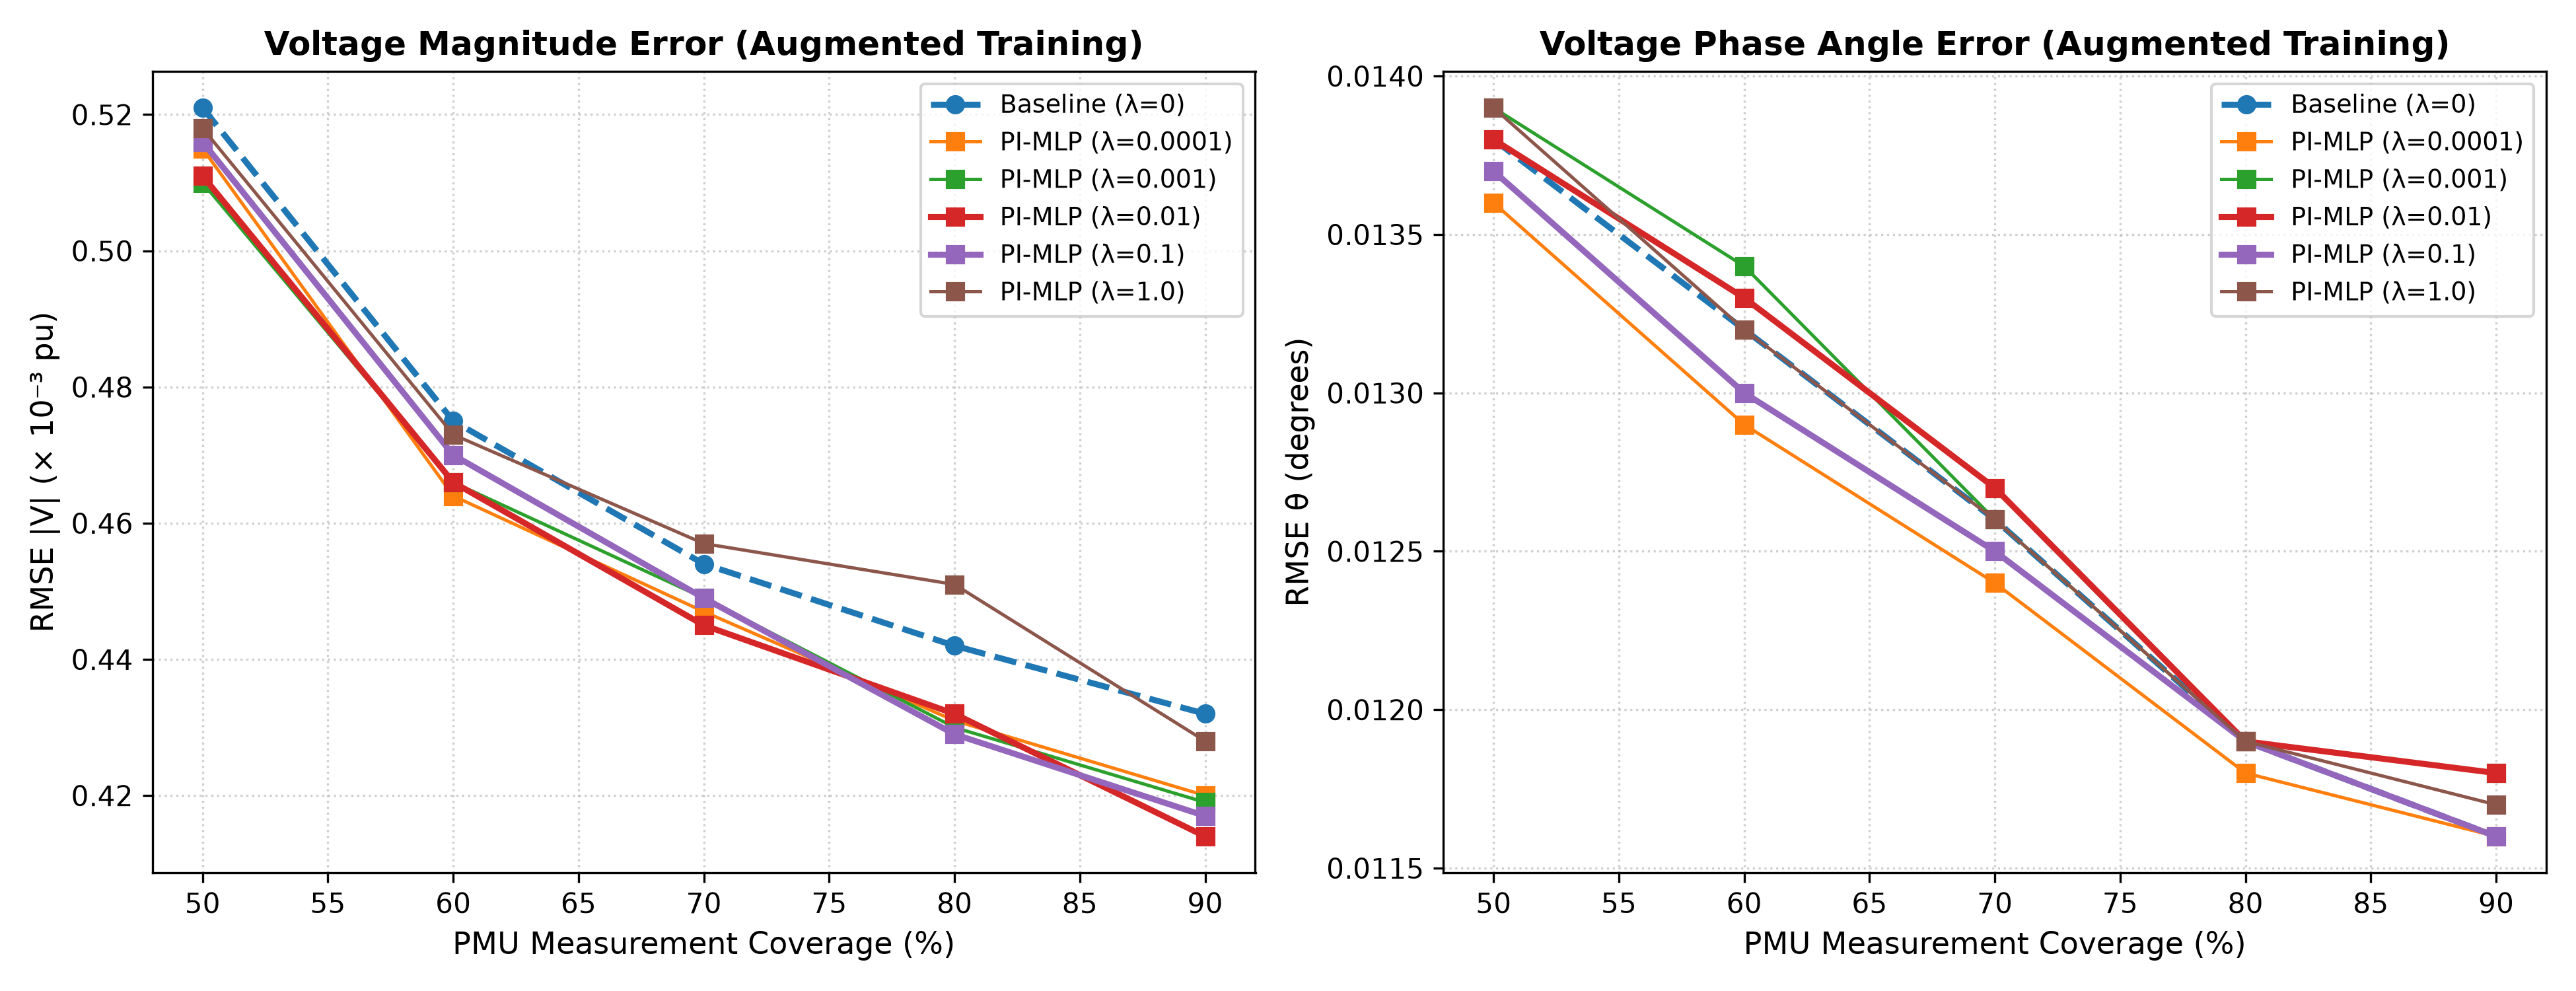 Voltage Magnitude Error (Augmented Training)
RMSE |V| (× 10⁻³ pu)
0.52
0.50
0.48
0.46
0.44
0.42
50 55 60 65 70 75 80 85 90
PMU Measurement Coverage (%)
Baseline (λ=0)
PI-MLP (λ=0.0001)
PI-MLP (λ=0.001)
PI-MLP (λ=0.01)
PI-MLP (λ=0.1)
PI-MLP (λ=1.0)
Voltage Phase Angle Error (Augmented Training)
RMSE θ (degrees)
0.0140
0.0135
0.0130
0.0125
0.0120
0.0115
50 55 60 65 70 75 80 85 90
PMU Measurement Coverage (%)
Baseline (λ=0)
PI-MLP (λ=0.0001)
PI-MLP (λ=0.001)
PI-MLP (λ=0.01)
PI-MLP (λ=0.1)
PI-MLP (λ=1.0)